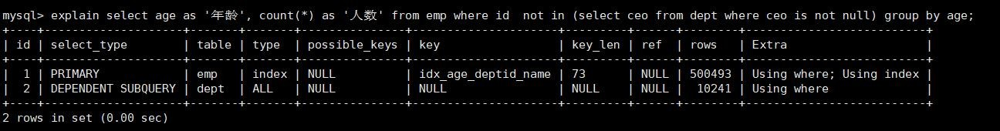 mysql> explain select age as '年龄', count(*) as '人数' from emp where id  not in (select ceo from dept where ceo is not null) group by age;
+----+--------------------+-------+-------+---------------+----------------------+---------+------+--------+--------------------------+
| id | select_type        | table | type  | possible_keys | key                  | key_len | ref  | rows   | Extra                    |
+----+--------------------+-------+-------+---------------+----------------------+---------+------+--------+--------------------------+
|  1 | PRIMARY            | emp   | index | NULL          | idx_age_deptid_name | 73      | NULL | 500493 | Using where; Using index |
|  2 | DEPENDENT SUBQUERY | dept  | ALL   | NULL          | NULL                 | NULL    | NULL |  10241 | Using where              |
+----+--------------------+-------+-------+---------------+----------------------+---------+------+--------+--------------------------+
2 rows in set (0.00 sec)